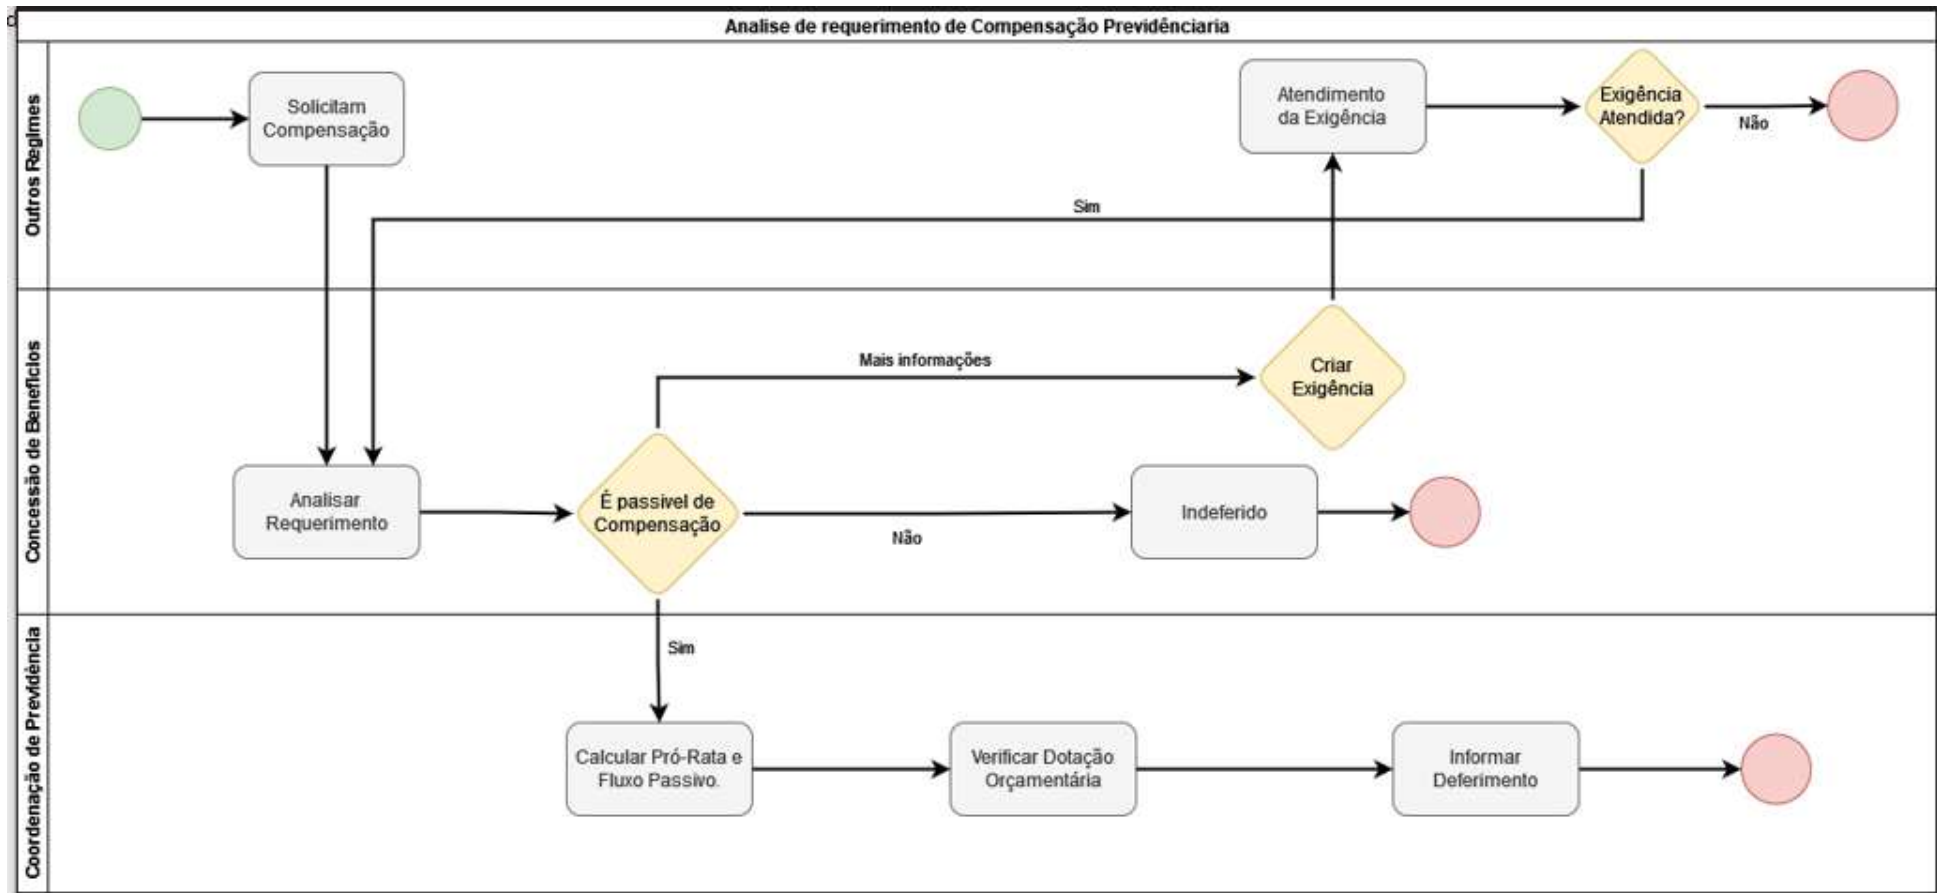 Analise de requerimento de Compensação Previdênciaria
Outros Regimes
Solicitam
Compensação
Atendimento
da Exigência
Exigência
Atendida?
Não
Sim
Concessão de Benefícios
Mais informações
Criar
Exigência
Analisar
Requerimento
É passivel de
Compensação
Não
Indeferido
Coordenação de Previdência
Sim
Calcular Pró-Rata e
Fluxo Passivo.
Verificar Dotação
Orçamentária
Informar
Deferimento